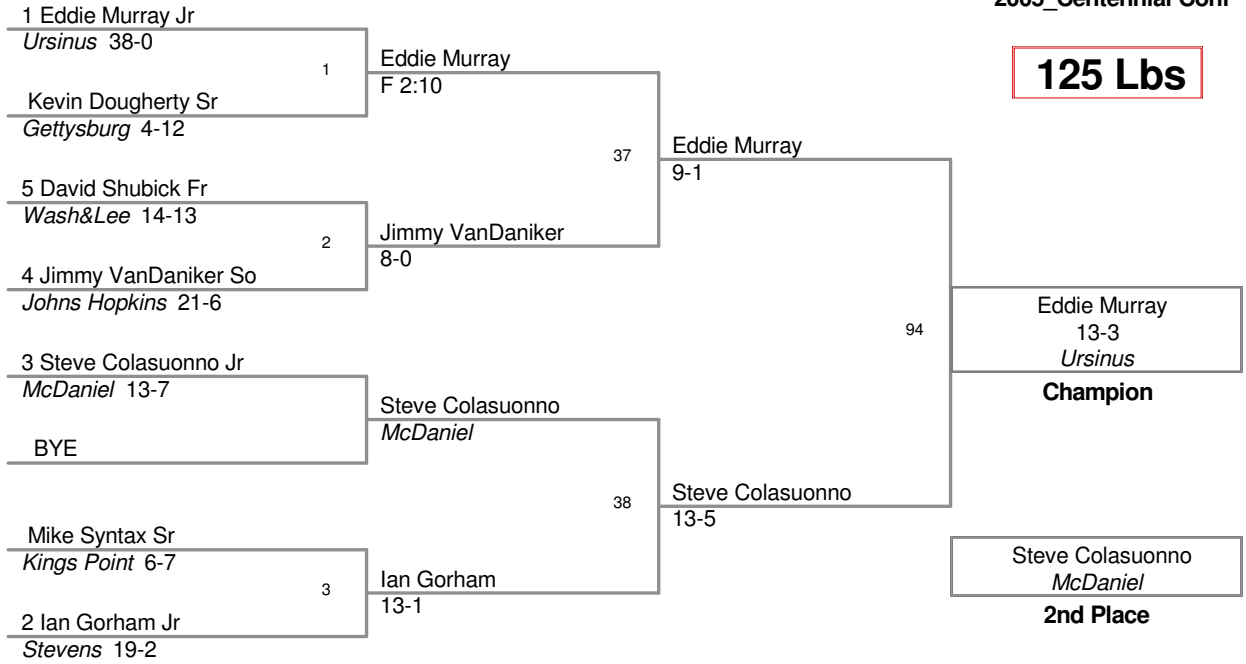 2005_Centennial Conf
125 Lbs
1 Eddie Murray Jr
Ursinus 38-0
1
Kevin Dougherty Sr
Gettysburg 4-12
5 David Shubick Fr
Wash&Lee 14-13
2
4 Jimmy VanDaniker So
Johns Hopkins 21-6
3 Steve Colasuonno Jr
McDaniel 13-7
BYE
Mike Syntax Sr
Kings Point 6-7
3
2 Ian Gorham Jr
Stevens 19-2
Eddie Murray
F 2:10
37
Jimmy VanDaniker
8-0
Steve Colasuonno
McDaniel
38
Ian Gorham
13-1
Eddie Murray
9-1
94
Steve Colasuonno
13-5
Eddie Murray
13-3
Ursinus
Champion
Steve Colasuonno
McDaniel
2nd Place